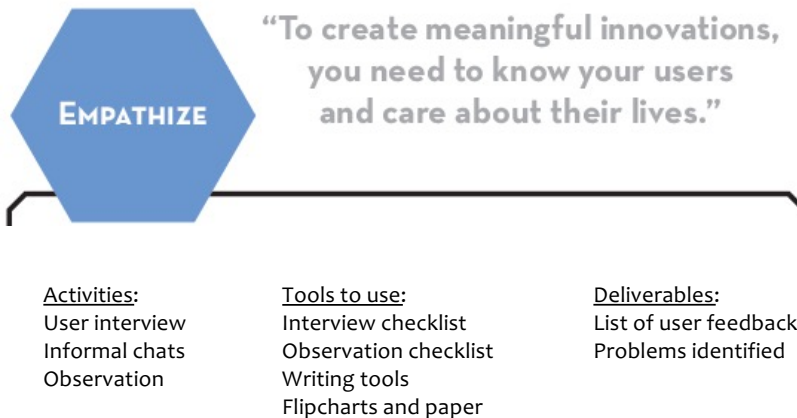 “To create meaningful innovations,
you need to know your users
and care about their lives.”
EMPATHIZE
Activities:
User interview
Informal chats
Observation
Tools to use:
Interview checklist
Observation checklist
Writing tools
Flipcharts and paper
Deliverables:
List of user feedback
Problems identified